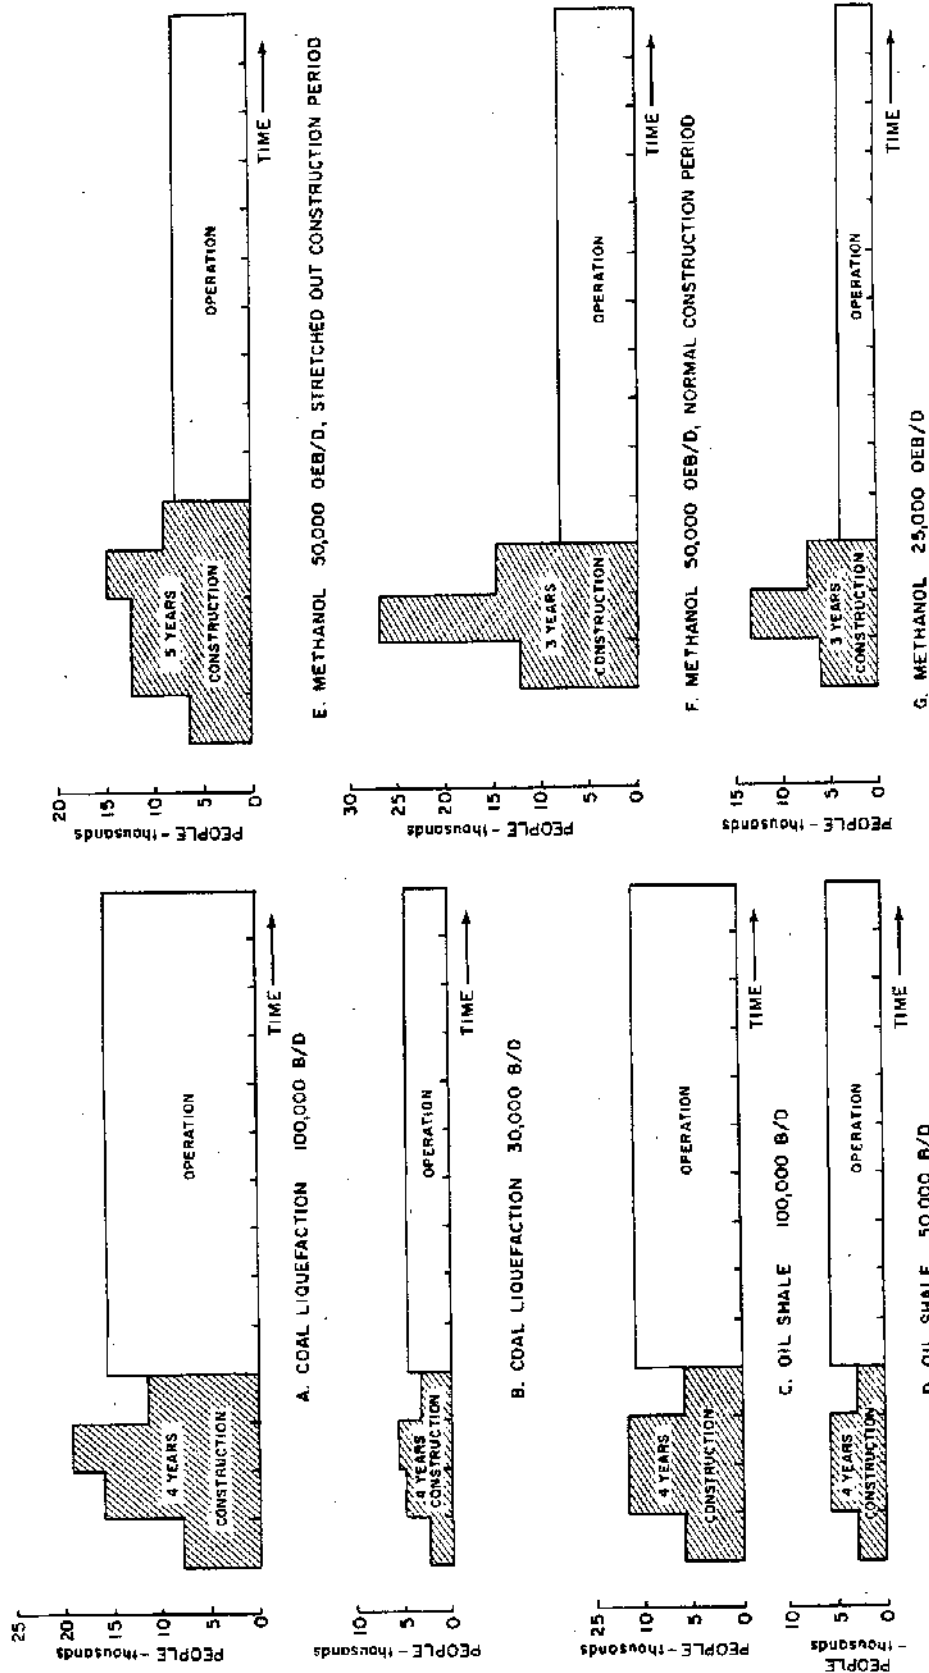 25
20
15
10
5
0
PEOPLE - thousands
4 YEARS
CONSTRUCTION
OPERATION
TIME
A. COAL LIQUEFACTION 100,000 B/D
10
5
0
PEOPLE - thousands
4 YEARS
CONSTRUCTION
OPERATION
TIME
B. COAL LIQUEFACTION 30,000 B/D
15
10
5
0
PEOPLE - thousands
4 YEARS
CONSTRUCTION
OPERATION
TIME
C. OIL SHALE 100,000 B/D
10
5
0
PEOPLE
- thousands
4 YEARS
CONSTRUCTION
OPERATION
TIME
D. OIL SHALE 50,000 B/D
20
15
10
5
0
PEOPLE - thousands
5 YEARS
CONSTRUCTION
OPERATION
TIME
E. METHANOL 50,000 OEB/D, STRETCHED OUT CONSTRUCTION PERIOD
30
25
20
15
10
5
0
PEOPLE - thousands
3 YEARS
CONSTRUCTION
OPERATION
TIME
F. METHANOL 50,000 OEB/D, NORMAL CONSTRUCTION PERIOD
15
10
5
0
PEOPLE - thousands
3 YEARS
CONSTRUCTION
OPERATION
TIME
G. METHANOL 25,000 OEB/D